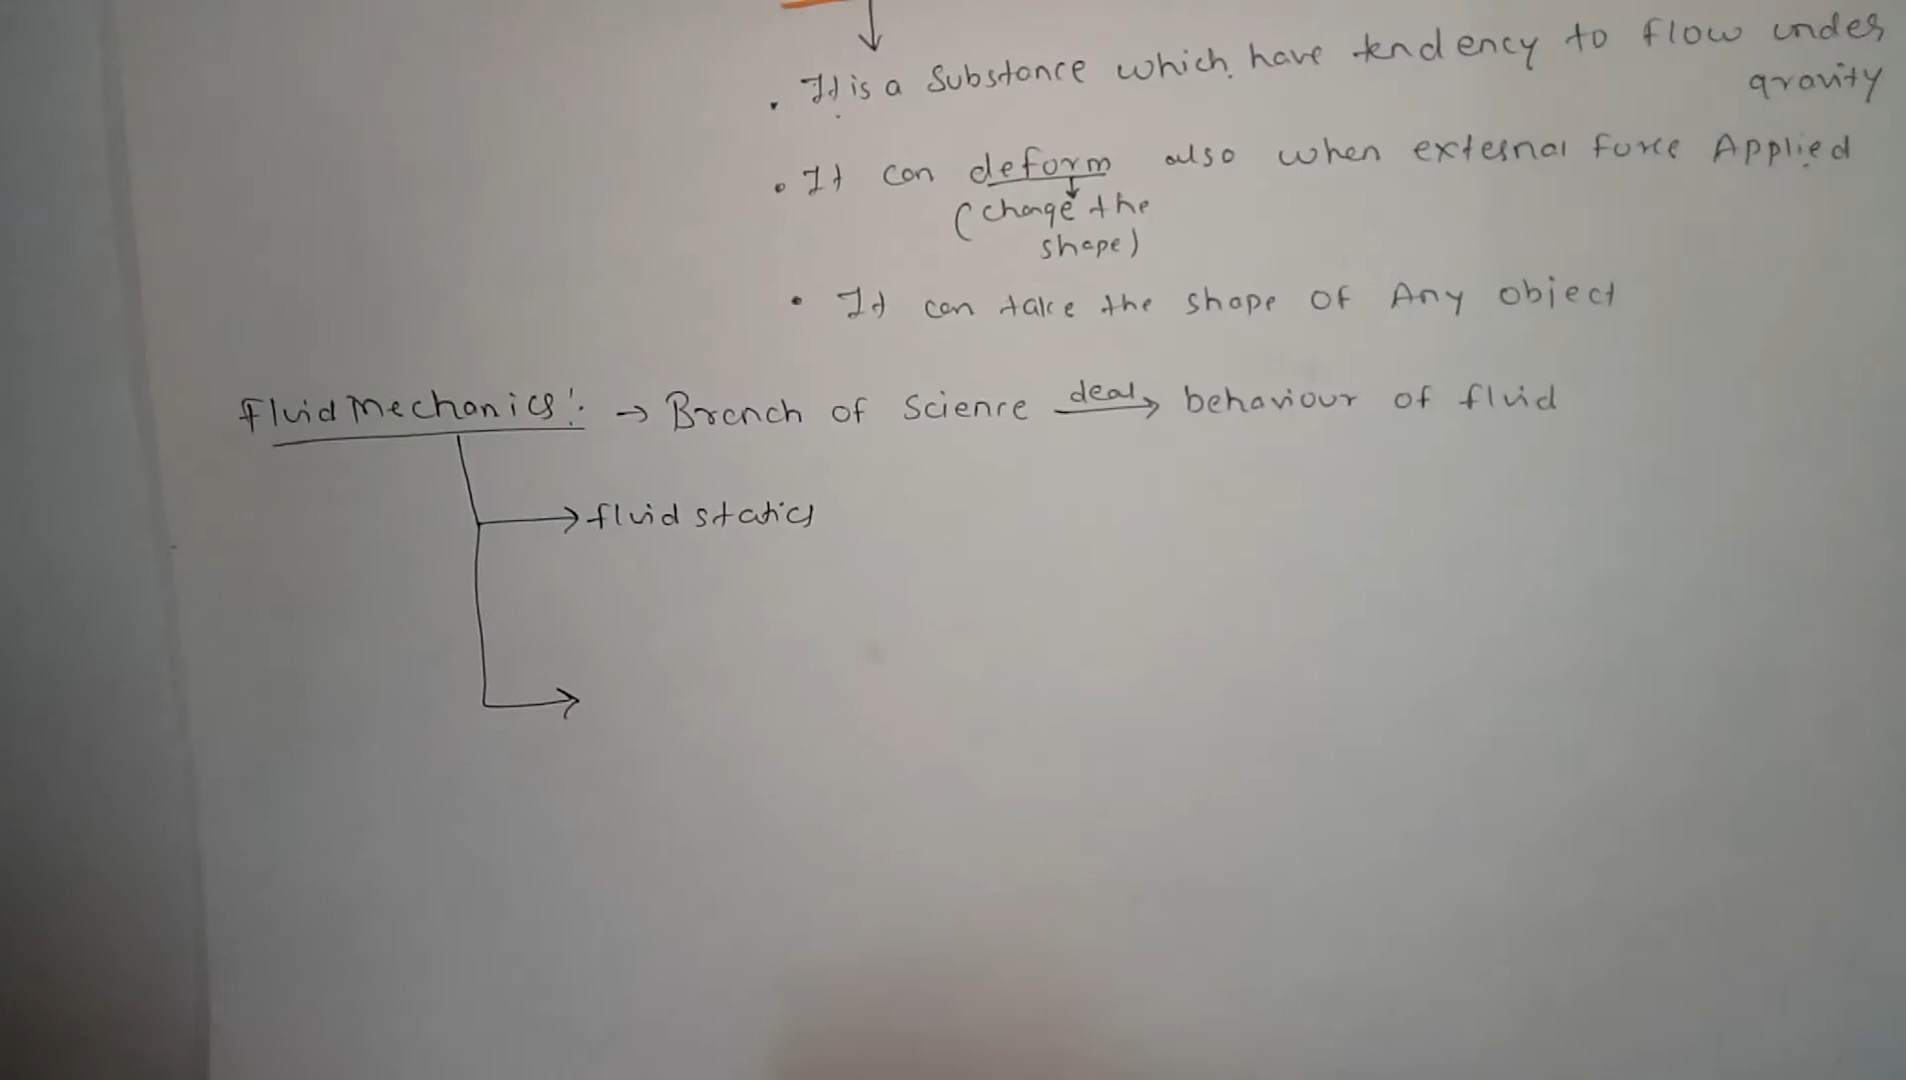 . It is a Substance which have tendency to flow under
gravity
• It can deform also when external force Applied
(change the
shape)
• It can take the shape of Any object
Fluid Mechanics: → Branch of Science deal → behaviour of fluid
→ fluid statics